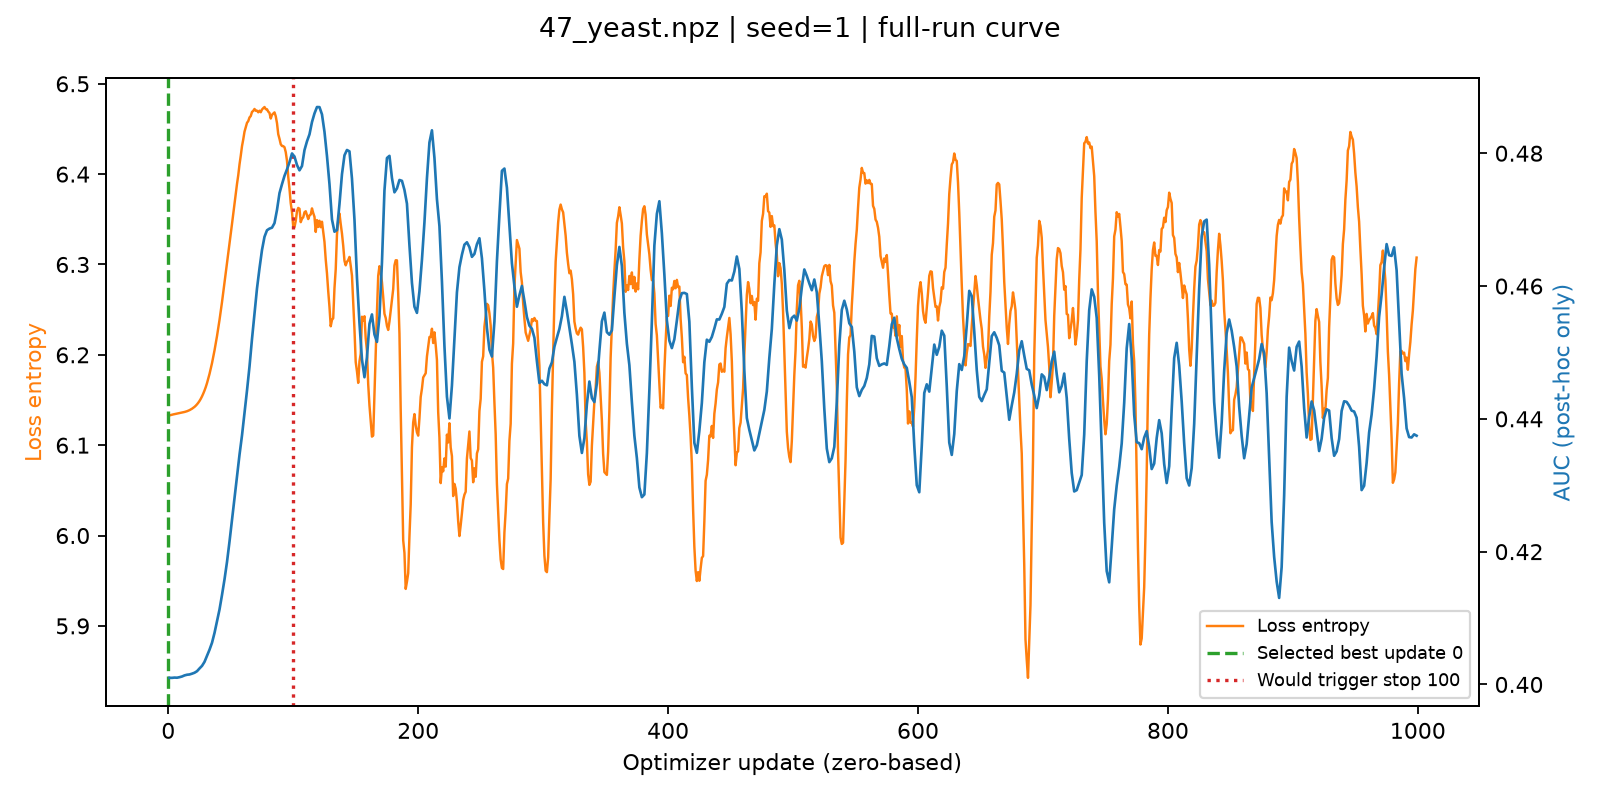 47_yeast.npz | seed=1 | full-run curve
6.5
6.4
6.3
6.2
6.1
6.0
5.9
Loss entropy
0.48
0.46
0.44
0.42
0.40
AUC (post-hoc only)
Loss entropy
Selected best update 0
Would trigger stop 100
0 200 400 600 800 1000
Optimizer update (zero-based)